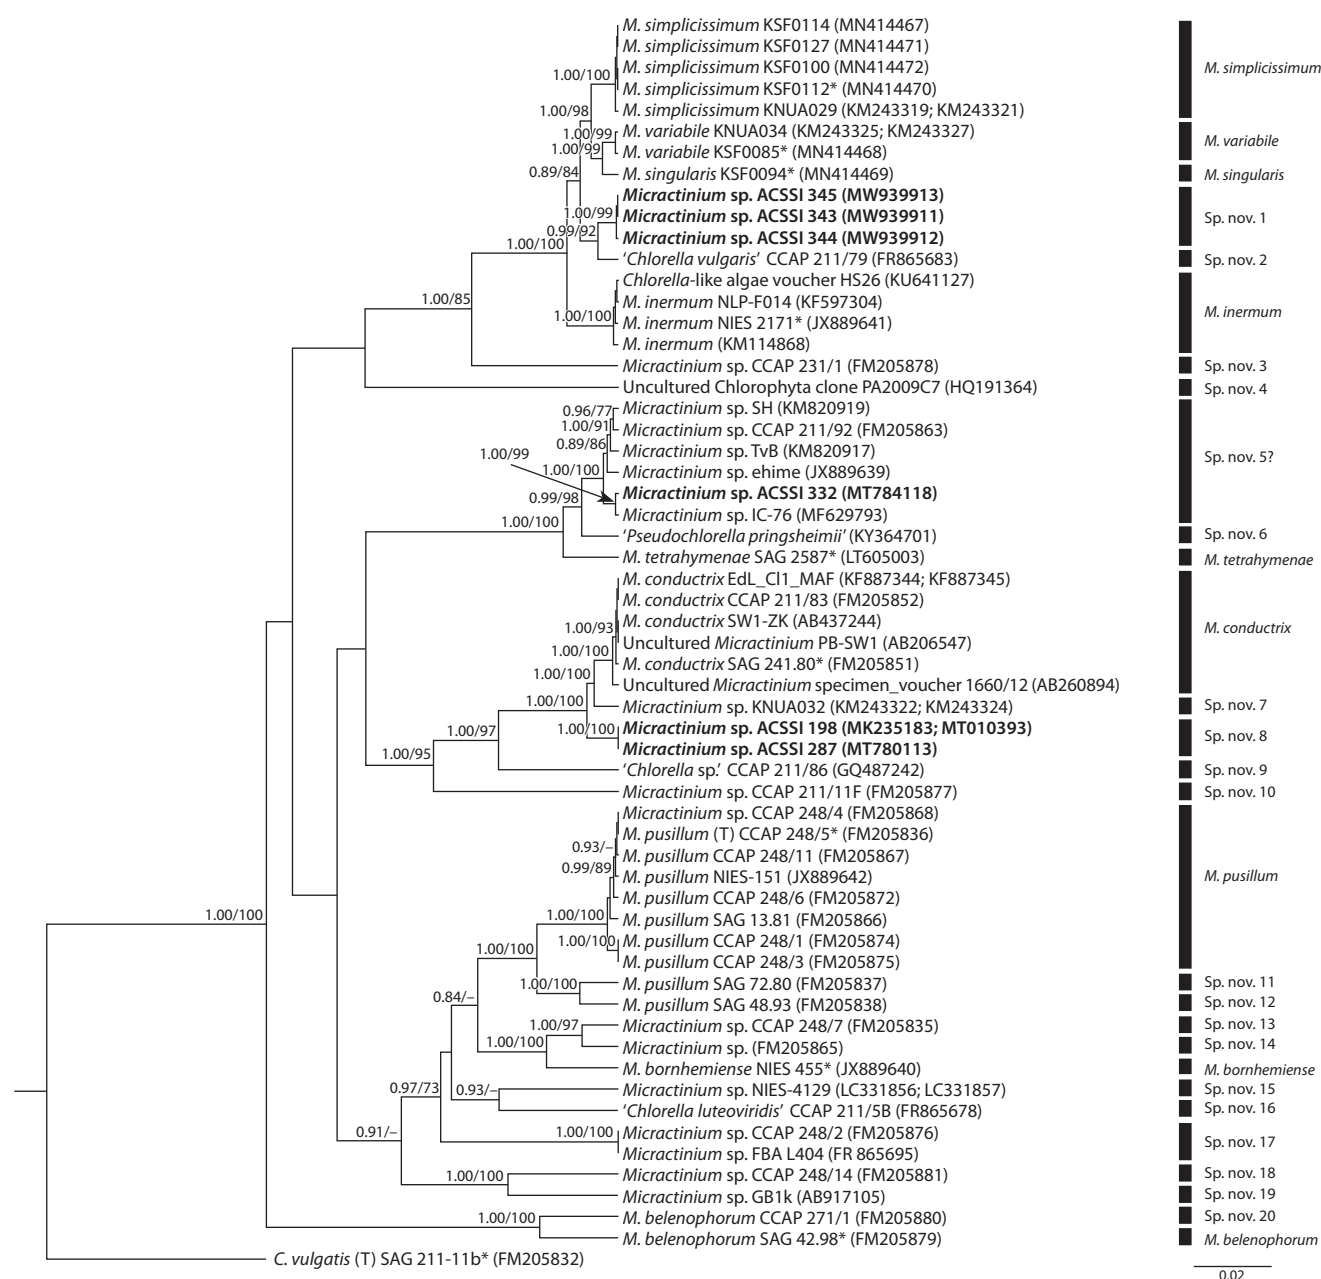 M. simplicissimum KSF0114 (MN414467)
M. simplicissimum KSF0127 (MN414471)
M. simplicissimum KSF0100 (MN414472)
M. simplicissimum
1.00/100
M. simplicissimum KSF0112* (MN414470)
1.00/98
M. simplicissimum KNUA029 (KM243319; KM243321)
1.00/99
M. variabile KNUA034 (KM243325; KM243327)
M. variabile
1.00/99
M. variabile KSF0085* (MN414468)
0.89/84
M. singularis KSF0094* (MN414469)
M. singularis
Micractinium sp. ACSSI 345 (MW939913)
1.00/99
Micractinium sp. ACSSI 343 (MW939911)
Sp. nov. 1
0.99/92
Micractinium sp. ACSSI 344 (MW939912)
1.00/100
'Chlorella vulgaris' CCAP 211/79 (FR865683)
Sp. nov. 2
Chlorella-like algae voucher HS26 (KU641127)
1.00/85
M. inermum NLP-F014 (KF597304)
M. inermum
1.00/100
M. inermum NIES 2171* (JX889641)
M. inermum (KM114868)
Micractinium sp. CCAP 231/1 (FM205878)
Sp. nov. 3
Uncultured Chlorophyta clone PA2009C7 (HQ191364)
Sp. nov. 4
0.96/77
Micractinium sp. SH (KM820919)
1.00/91
Micractinium sp. CCAP 211/92 (FM205863)
0.89/86
Micractinium sp. TvB (KM820917)
Sp. nov. 5?
1.00/99
1.00/100
Micractinium sp. ehime (JX889639)
0.99/98
Micractinium sp. ACSSI 332 (MT784118)
1.00/100
Micractinium sp. IC-76 (MF629793)
'Pseudochlorella pringsheimii' (KY364701)
Sp. nov. 6
M. tetrahymenae SAG 2587* (LT605003)
M. tetrahymenae
M. conductrix EdL_Cl1_MAF (KF887344; KF887345)
M. conductrix CCAP 211/83 (FM205852)
1.00/93
M. conductrix SW1-ZK (AB437244)
M. conductrix
Uncultured Micractinium PB-SW1 (AB206547)
1.00/100
M. conductrix SAG 241.80* (FM205851)
1.00/100
Uncultured Micractinium specimen_voucher 1660/12 (AB260894)
1.00/100
Micractinium sp. KNUA032 (KM243322; KM243324)
Sp. nov. 7
1.00/97
1.00/100
Micractinium sp. ACSSI 198 (MK235183; MT010393)
Sp. nov. 8
1.00/95
Micractinium sp. ACSSI 287 (MT780113)
'Chlorella sp.' CCAP 211/86 (GQ487242)
Sp. nov. 9
Micractinium sp. CCAP 211/11F (FM205877)
Sp. nov. 10
Micractinium sp. CCAP 248/4 (FM205868)
M. pusillum (T) CCAP 248/5* (FM205836)
0.93/–
M. pusillum CCAP 248/11 (FM205867)
0.99/89
M. pusillum NIES-151 (JX889642)
M. pusillum
M. pusillum CCAP 248/6 (FM205872)
1.00/100
1.00/100
M. pusillum SAG 13.81 (FM205866)
1.00/100
M. pusillum CCAP 248/1 (FM205874)
1.00/100
M. pusillum CCAP 248/3 (FM205875)
1.00/100
M. pusillum SAG 72.80 (FM205837)
Sp. nov. 11
0.84/–
M. pusillum SAG 48.93 (FM205838)
Sp. nov. 12
1.00/97
Micractinium sp. CCAP 248/7 (FM205835)
Sp. nov. 13
1.00/100
Micractinium sp. (FM205865)
Sp. nov. 14
M. bornhemiense NIES 455* (JX889640)
M. bornhemiense
0.97/73
0.93/–
Micractinium sp. NIES-4129 (LC331856; LC331857)
Sp. nov. 15
'Chlorella luteoviridis' CCAP 211/5B (FR865678)
Sp. nov. 16
0.91/–
1.00/100
Micractinium sp. CCAP 248/2 (FM205876)
Sp. nov. 17
Micractinium sp. FBA L404 (FR 865695)
1.00/100
Micractinium sp. CCAP 248/14 (FM205881)
Sp. nov. 18
Micractinium sp. GB1k (AB917105)
Sp. nov. 19
1.00/100
M. belenophorum CCAP 271/1 (FM205880)
Sp. nov. 20
M. belenophorum SAG 42.98* (FM205879)
M. belenophorum
C. vulgatis (T) SAG 211-11b* (FM205832)
0.02